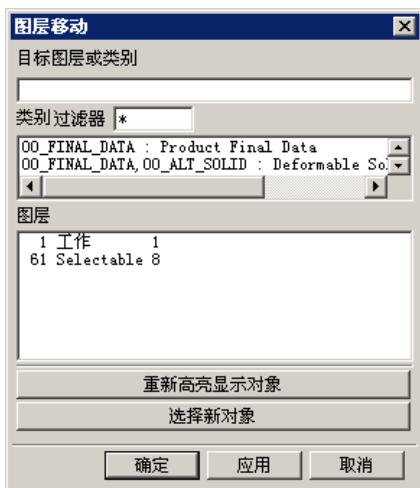 图层移动
目标图层或类别
类别过滤器 *
00_FINAL_DATA : Product Final Data
00_FINAL_DATA,00_ALT_SOLID : Deformable Sol
图层
1 工作 1
61 Selectable 8
重新高亮显示对象
选择新对象
确定 应用 取消